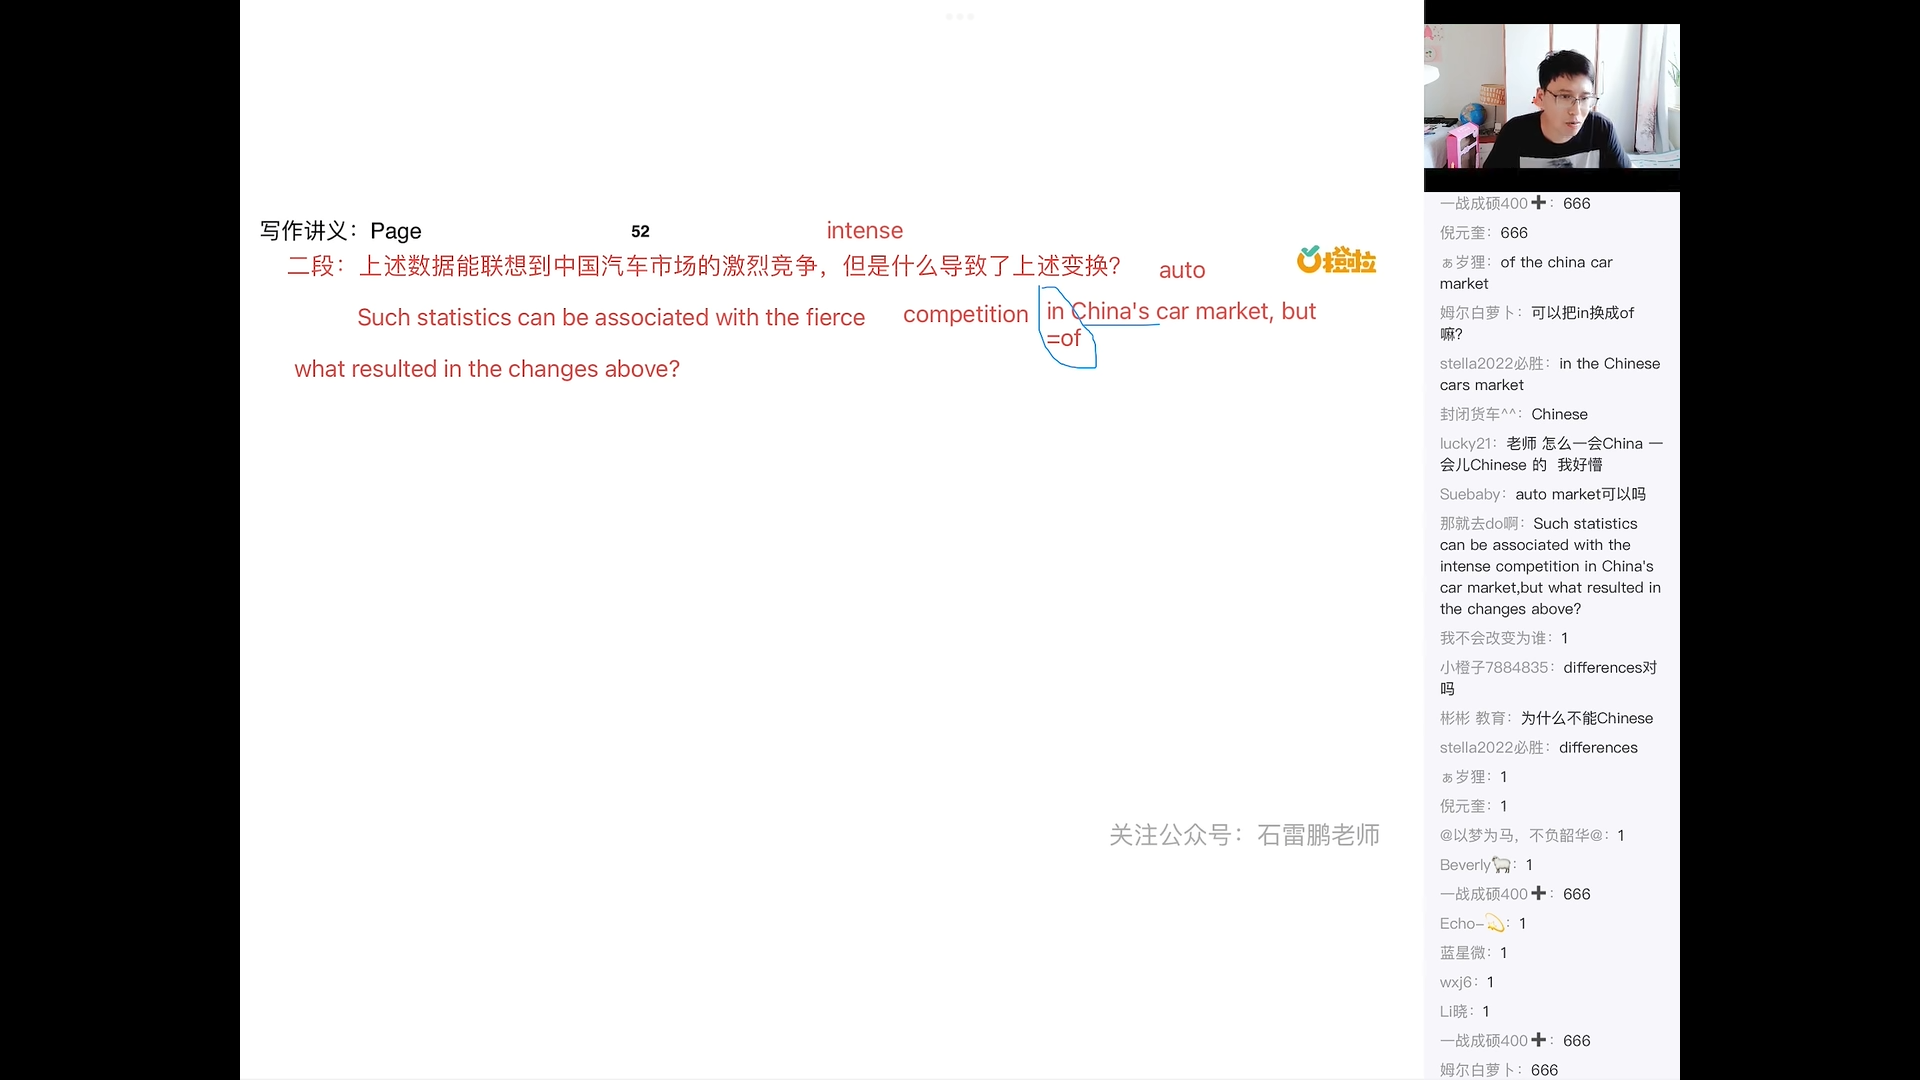 写作讲义：Page 52 intense
二段：上述数据能联想到中国汽车市场的激烈竞争，但是什么导致了上述变换？ auto
橙啦
Such statistics can be associated with the fierce competition in China's car market, but
=of
what resulted in the changes above?
关注公众号：石雷鹏老师
一战成硕400➕：666
倪元奎：666
ぁ岁狸：of the china car
market
姆尔白萝卜：可以把in换成of
嘛?
stella2022必胜：in the Chinese
cars market
封闭货车^^：Chinese
lucky21：老师 怎么一会China 一
会儿Chinese 的 我好懵
Suebaby：auto market可以吗
那就去do啊：Such statistics
can be associated with the
intense competition in China's
car market,but what resulted in
the changes above?
我不会改变为谁：1
小橙子7884835：differences对
吗
彬彬 教育：为什么不能Chinese
stella2022必胜：differences
ぁ岁狸：1
倪元奎：1
@以梦为马，不负韶华@：1
Beverly🐑：1
一战成硕400➕：666
Echo–💫：1
蓝星微：1
wxj6：1
Li晓：1
一战成硕400➕：666
姆尔白萝卜：666